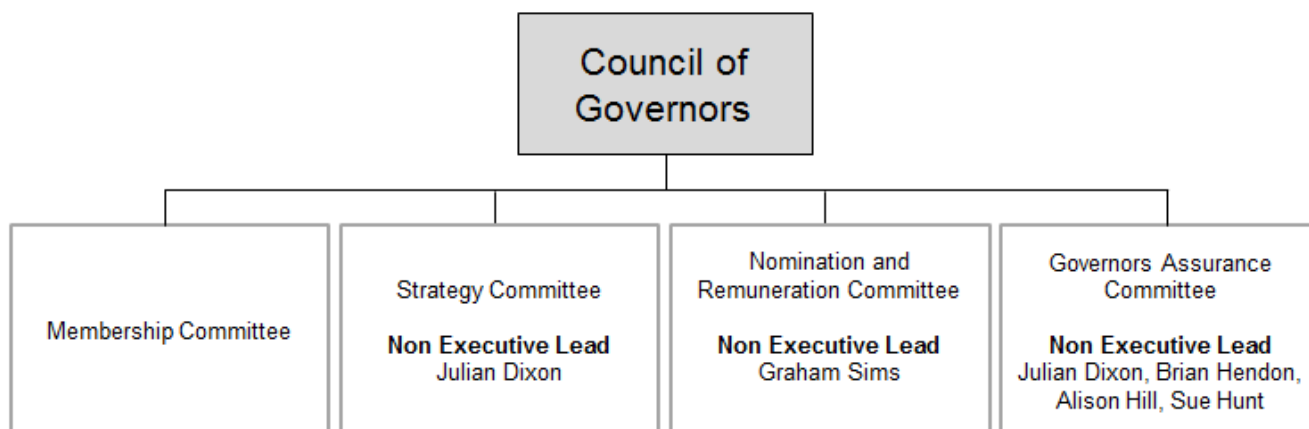 Council of
Governors
Membership Committee
Strategy Committee
Non Executive Lead
Julian Dixon
Nomination and
Remuneration Committee
Non Executive Lead
Graham Sims
Governors Assurance
Committee
Non Executive Lead
Julian Dixon, Brian Hendon,
Alison Hill, Sue Hunt